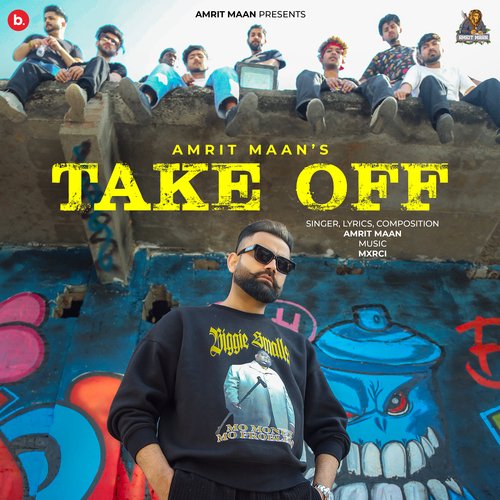 b.
AMRIT MAAN PRESENTS
AMRIT MAAN
AMRIT MAAN'S
TAKE OFF
SINGER, LYRICS, COMPOSITION
AMRIT MAAN
MUSIC
MXRCI
Biggie Smalls
MO MONEY
MO PROBLEMS